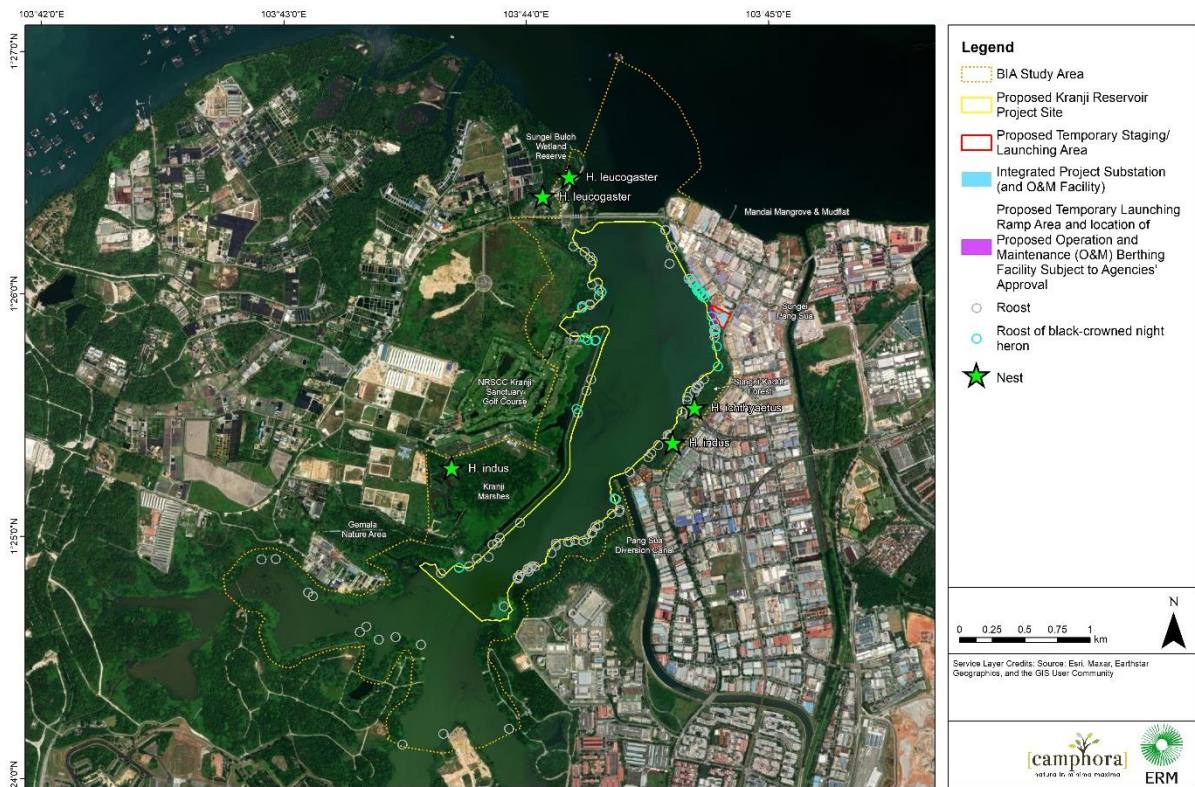 103°42'0"E
103°43'0"E
103°44'0"E
103°45'0"E
1°27'0"N
1°26'0"N
1°25'0"N
24'0"N
Sungei Buloh
Wetland
Reserve
H. leucogaster
H. leucogaster
Mandai Mangrove & Mudflat
Sungei
Pang Sua
NRSCC Kranji
Sanctuary
Golf Course
Sungei Kadut
Forest
H. ichthyaetus
H. indus
H. indus
Kranji
Marshes
Gemala
Nature Area
Pang Sua
Diversion Canal
Legend
BIA Study Area
Proposed Kranji Reservoir
Project Site
Proposed Temporary Staging/
Launching Area
Integrated Project Substation
(and O&M Facility)
Proposed Temporary Launching
Ramp Area and location of
Proposed Operation and
Maintenance (O&M) Berthing
Facility Subject to Agencies'
Approval
Roost
Roost of black-crowned night
heron
Nest
N
0 0.25 0.5 1
km
Service Layer Credits: Source: Esri, Maxar, Earthstar
Geographics, and the GIS User Community
[camphora]
natura in minima maxima
ERM